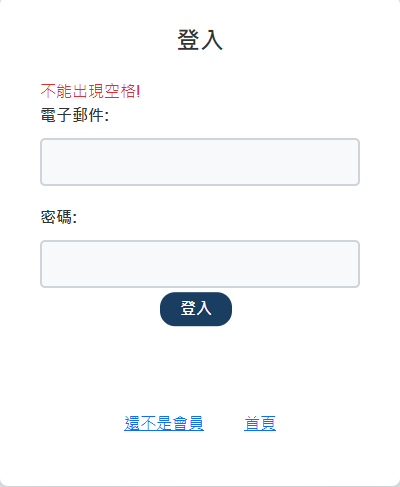 登入
不能出現空格!
電子郵件:
密碼:
登入
還不是會員 首頁